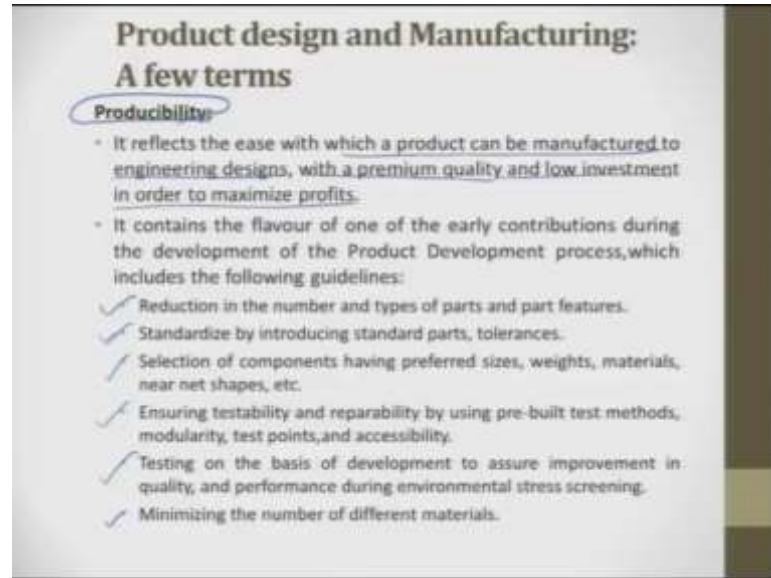 Product design and Manufacturing:
A few terms
Producibility:
• It reflects the ease with which a product can be manufactured to
engineering designs, with a premium quality and low investment
in order to maximize profits.
• It contains the flavour of one of the early contributions during
the development of the Product Development process,which
includes the following guidelines:
Reduction in the number and types of parts and part features.
Standardize by introducing standard parts, tolerances.
Selection of components having preferred sizes, weights, materials,
near net shapes, etc.
Ensuring testability and reparability by using pre-built test methods,
modularity, test points,and accessibility.
Testing on the basis of development to assure improvement in
quality, and performance during environmental stress screening.
Minimizing the number of different materials.